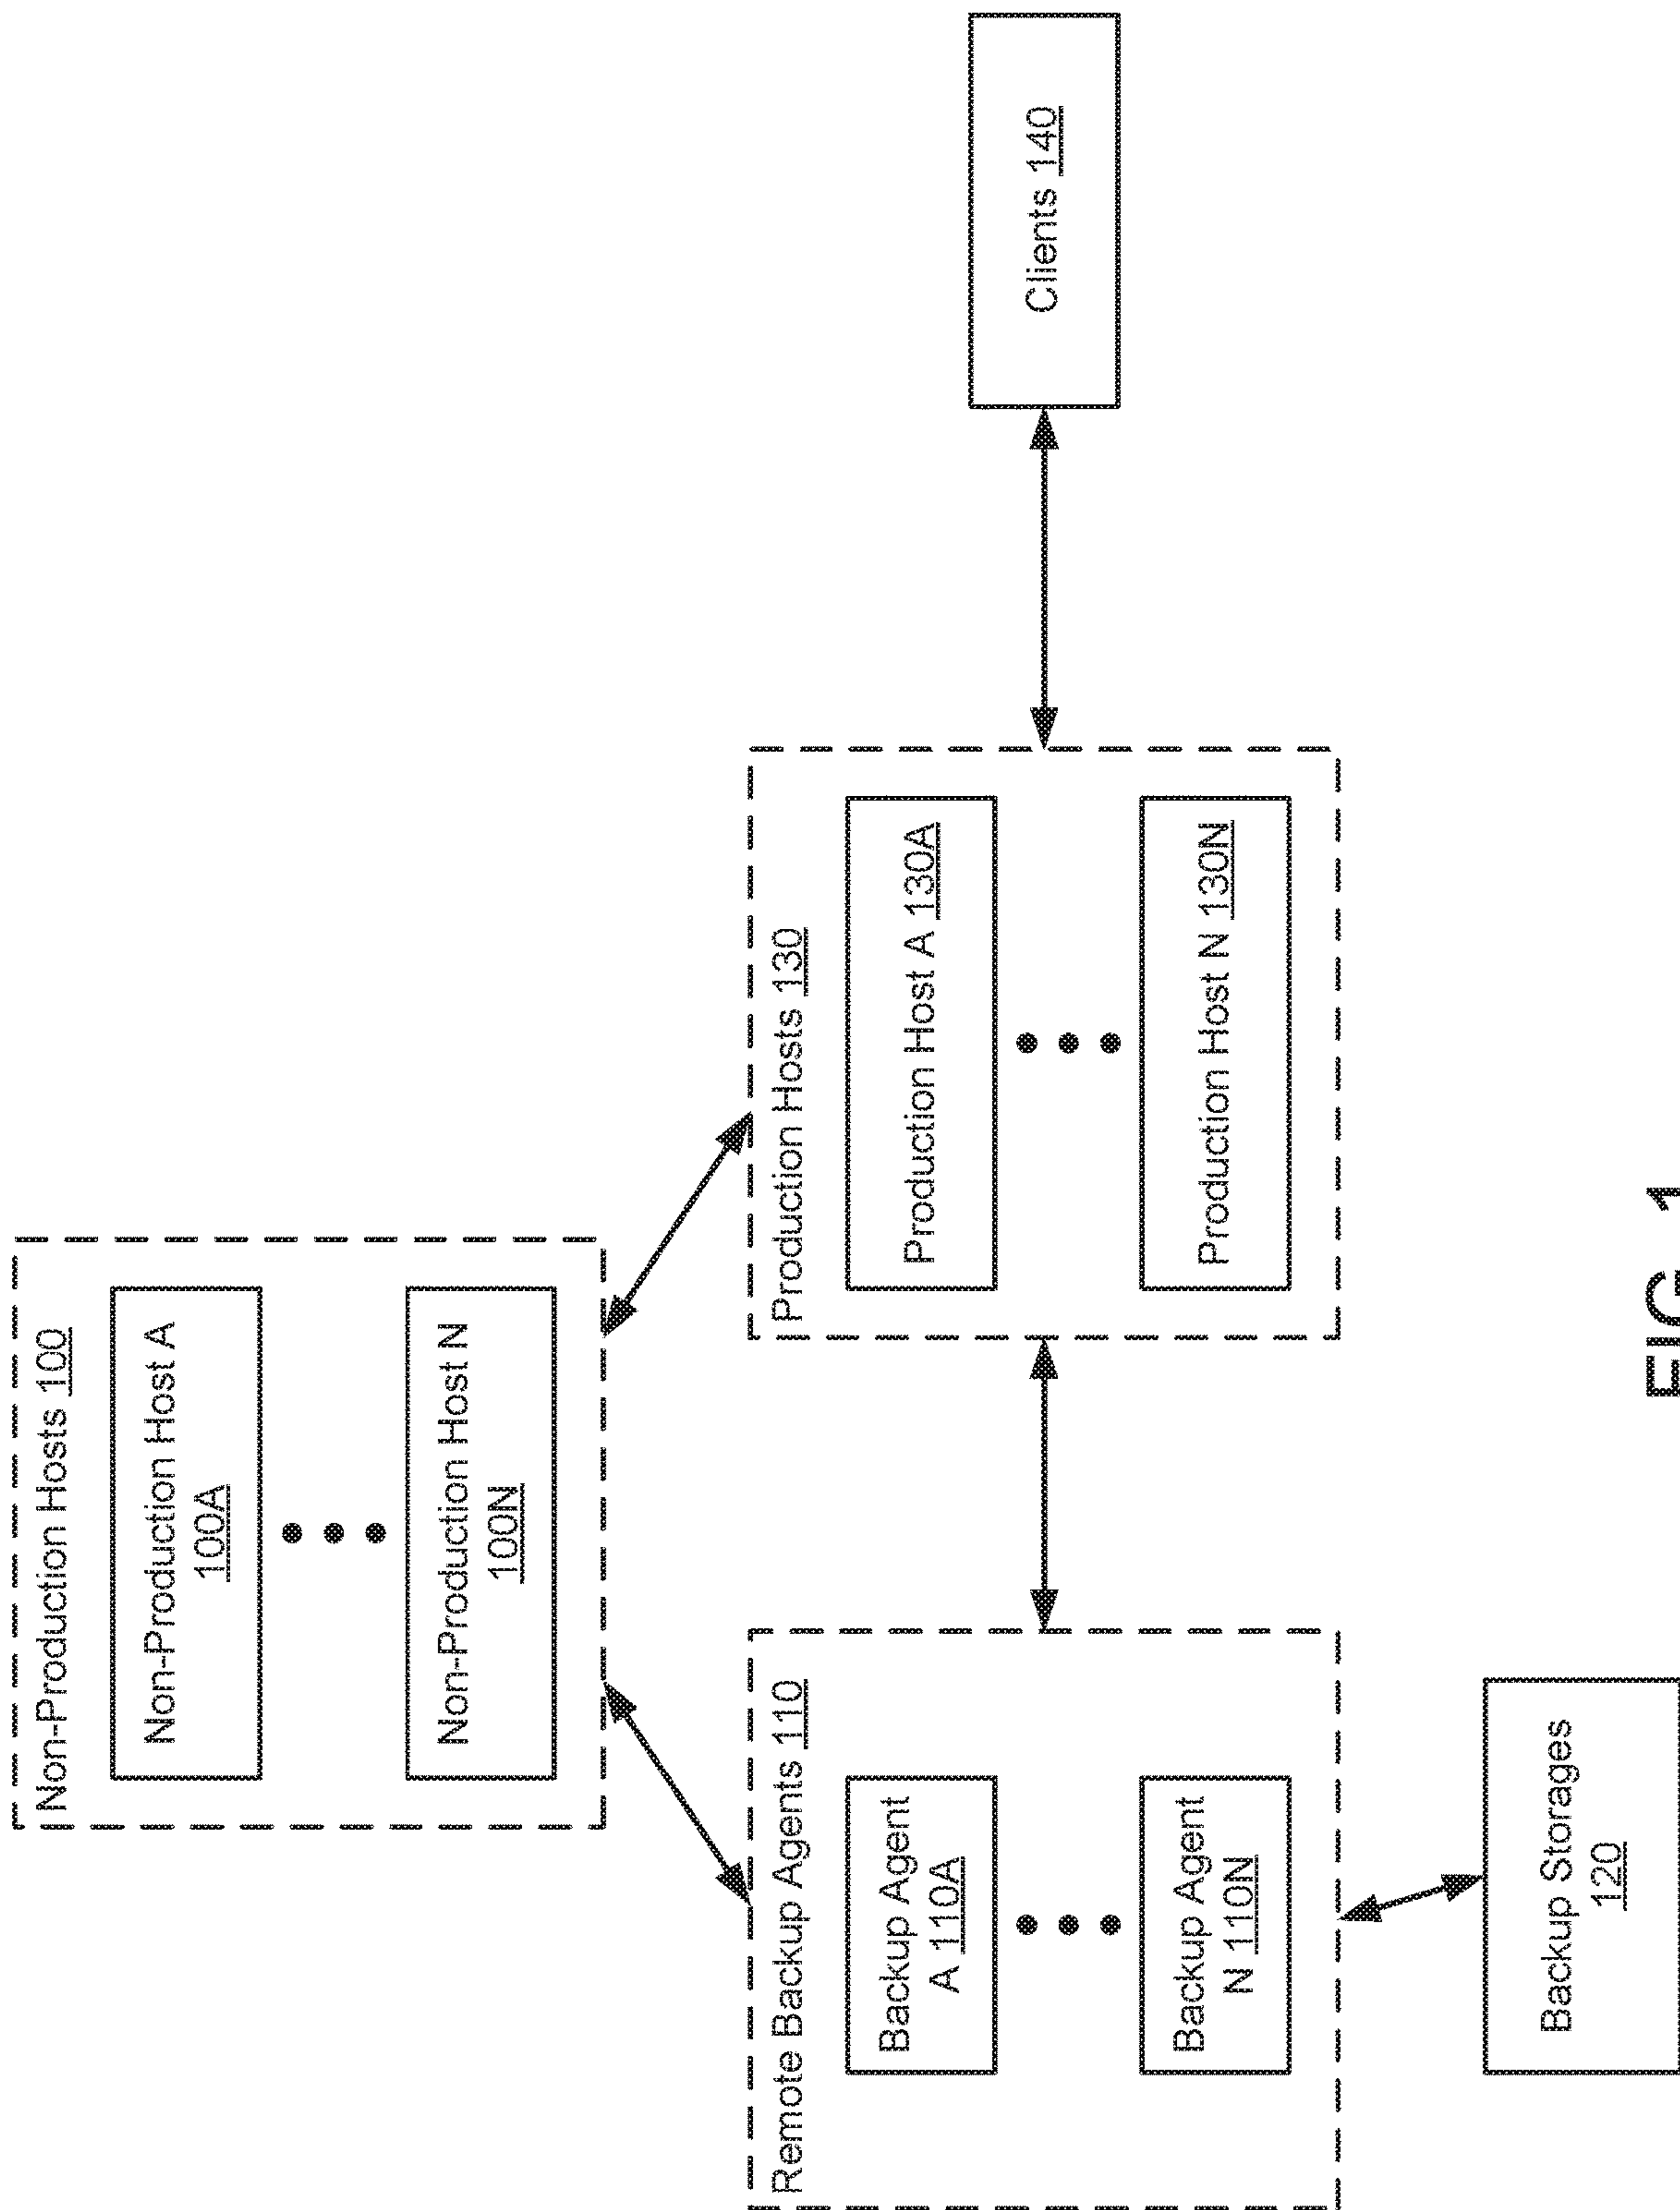 Non-Production Hosts 100
Non-Production Host A
100A
Non-Production Host N
100N
Remote Backup Agents 110
Backup Agent
A 110A
Backup Agent
N 110N
Production Hosts 130
Production Host A 130A
Production Host N 130N
Clients 140
Backup Storages
120
FIG. 1